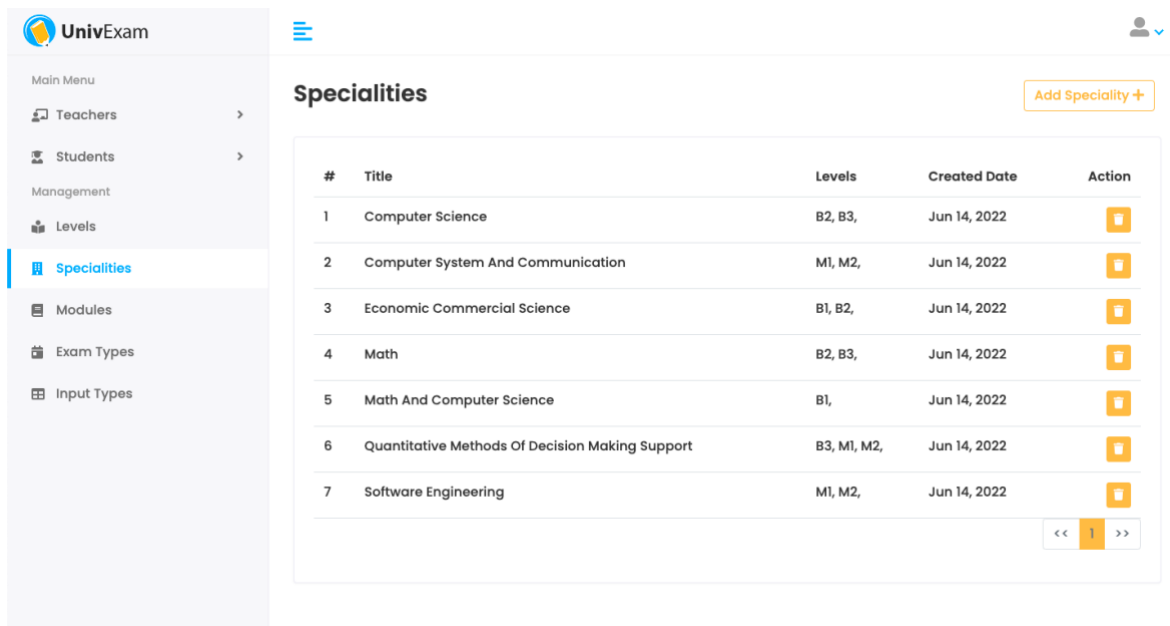 UnivExam
Main Menu
Teachers
Students
Management
Levels
Specialities
Modules
Exam Types
Input Types
Specialities
Add Speciality +
# Title Levels Created Date Action
1 Computer Science B2, B3, Jun 14, 2022
2 Computer System And Communication M1, M2, Jun 14, 2022
3 Economic Commercial Science B1, B2, Jun 14, 2022
4 Math B2, B3, Jun 14, 2022
5 Math And Computer Science B1, Jun 14, 2022
6 Quantitative Methods Of Decision Making Support B3, M1, M2, Jun 14, 2022
7 Software Engineering M1, M2, Jun 14, 2022
<< 1 >>